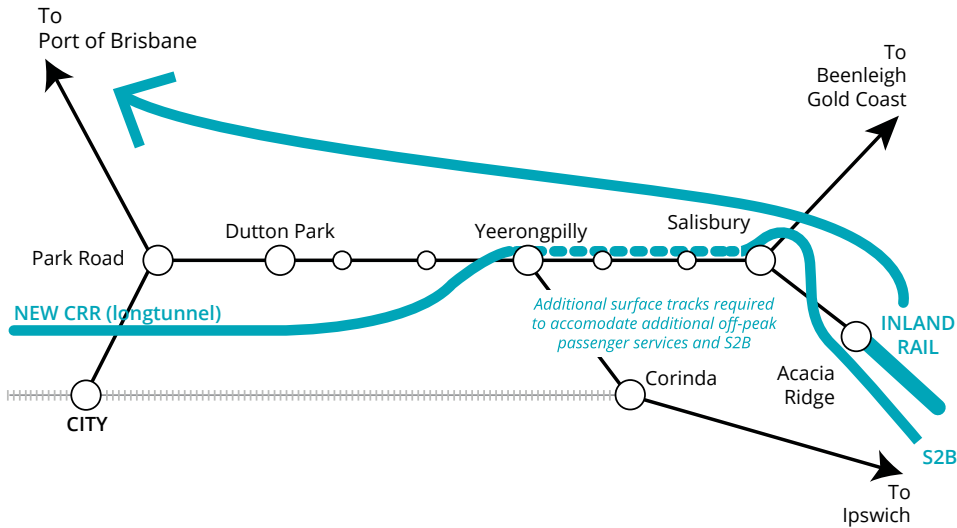 To
Port of Brisbane
To
Beenleigh
Gold Coast
Dutton Park
Yeerongpilly
Salisbury
Park Road
NEW CRR (longtunnel)
Additional surface tracks required
to accomodate additional off-peak
passenger services and S2B
INLAND
RAIL
Corinda
Acacia
Ridge
CITY
S2B
To
Ipswich